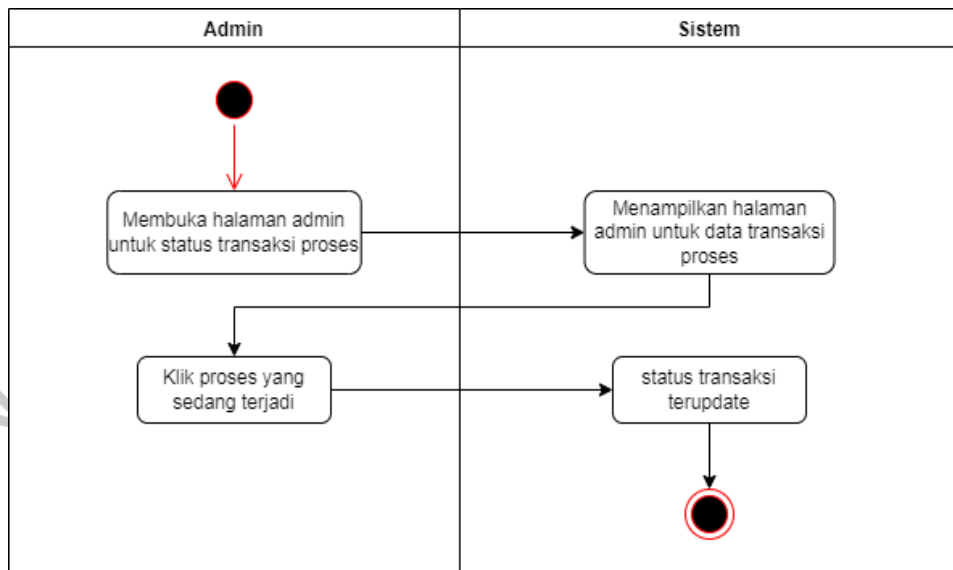 Admin
Sistem
Membuka halaman admin
untuk status transaksi proses
Menampilkan halaman
admin untuk data transaksi
proses
Klik proses yang
sedang terjadi
status transaksi
terupdate